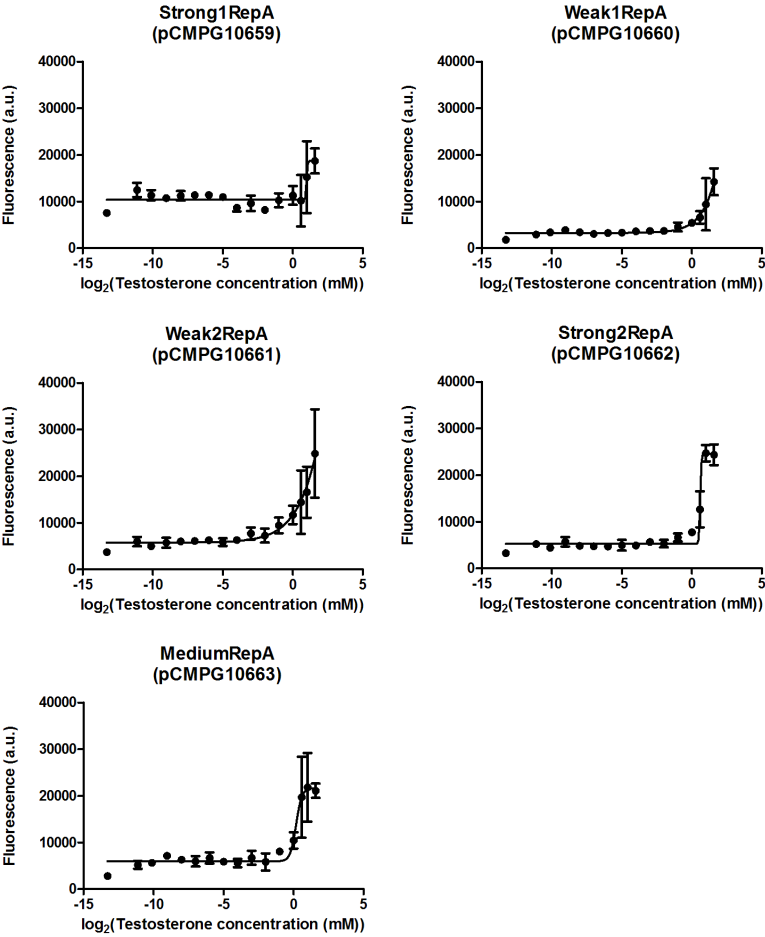 Strong1RepA
(pCMPG10659)
Fluorescence (a.u.)
40000
30000
20000
10000
0
-15 -10 -5 0 5
log2(Testosterone concentration (mM))
Weak1RepA
(pCMPG10660)
Fluorescence (a.u.)
40000
30000
20000
10000
0
-15 -10 -5 0 5
log2(Testosterone concentration (mM))
Weak2RepA
(pCMPG10661)
Fluorescence (a.u.)
40000
30000
20000
10000
0
-15 -10 -5 0 5
log2(Testosterone concentration (mM))
Strong2RepA
(pCMPG10662)
Fluorescence (a.u.)
40000
30000
20000
10000
0
-15 -10 -5 0 5
log2(Testosterone concentration (mM))
MediumRepA
(pCMPG10663)
Fluorescence (a.u.)
40000
30000
20000
10000
0
-15 -10 -5 0 5
log2(Testosterone concentration (mM))